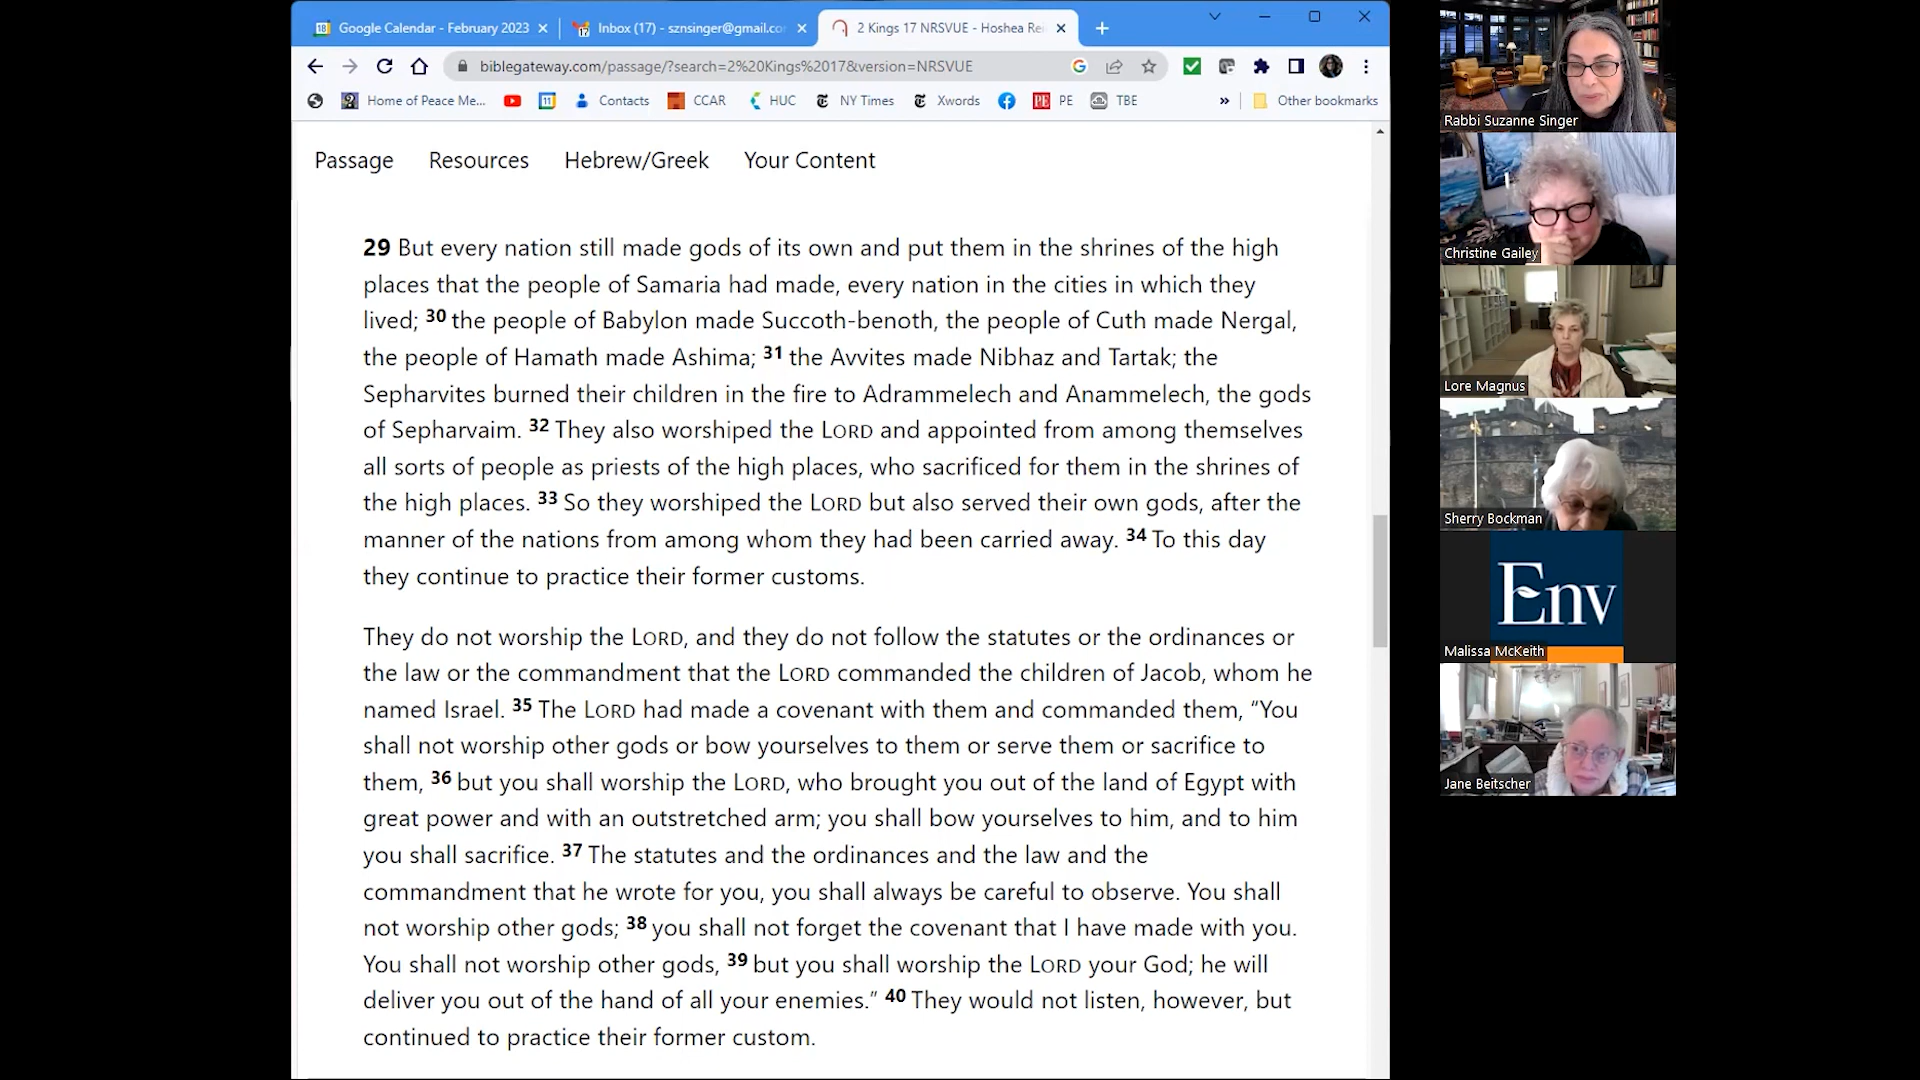 Google Calendar - February 2023
Inbox (17) - sznsinger@gmail.co
2 Kings 17 NRSVUE - Hoshea Rei
biblegateway.com/passage/?search=2%20Kings%2017&version=NRSVUE
Home of Peace Me...
Contacts
CCAR
HUC
NY Times
Xwords
PE
TBE
»
Other bookmarks
Passage
Resources
Hebrew/Greek
Your Content
29 But every nation still made gods of its own and put them in the shrines of the high
places that the people of Samaria had made, every nation in the cities in which they
lived; 30 the people of Babylon made Succoth-benoth, the people of Cuth made Nergal,
the people of Hamath made Ashima; 31 the Avvites made Nibhaz and Tartak; the
Sepharvites burned their children in the fire to Adrammelech and Anammelech, the gods
of Sepharvaim. 32 They also worshiped the LORD and appointed from among themselves
all sorts of people as priests of the high places, who sacrificed for them in the shrines of
the high places. 33 So they worshiped the LORD but also served their own gods, after the
manner of the nations from among whom they had been carried away. 34 To this day
they continue to practice their former customs.
They do not worship the LORD, and they do not follow the statutes or the ordinances or
the law or the commandment that the LORD commanded the children of Jacob, whom he
named Israel. 35 The LORD had made a covenant with them and commanded them, “You
shall not worship other gods or bow yourselves to them or serve them or sacrifice to
them, 36 but you shall worship the LORD, who brought you out of the land of Egypt with
great power and with an outstretched arm; you shall bow yourselves to him, and to him
you shall sacrifice. 37 The statutes and the ordinances and the law and the
commandment that he wrote for you, you shall always be careful to observe. You shall
not worship other gods; 38 you shall not forget the covenant that I have made with you.
You shall not worship other gods, 39 but you shall worship the LORD your God; he will
deliver you out of the hand of all your enemies.” 40 They would not listen, however, but
continued to practice their former custom.
Rabbi Suzanne Singer
Christine Gailey
Lore Magnus
Sherry Bockman
Env
Malissa McKeith
Jane Beitscher